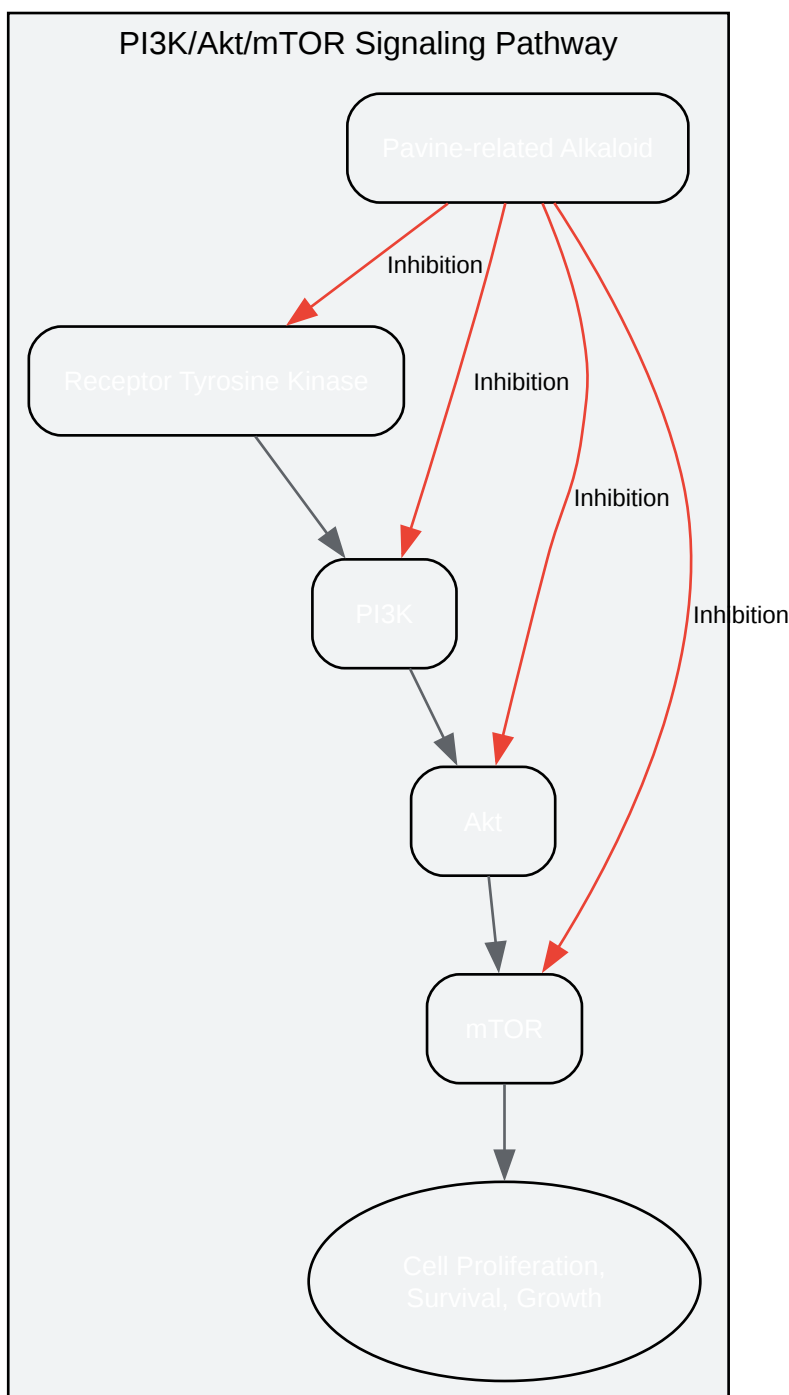 PI3K/Akt/mTOR Signaling Pathway
Pavine-related Alkaloid
Inhibition
Receptor Tyrosine Kinase
Inhibition
Inhibition
PI3K
Inhibition
Akt
mTOR
Cell Proliferation,
Survival, Growth